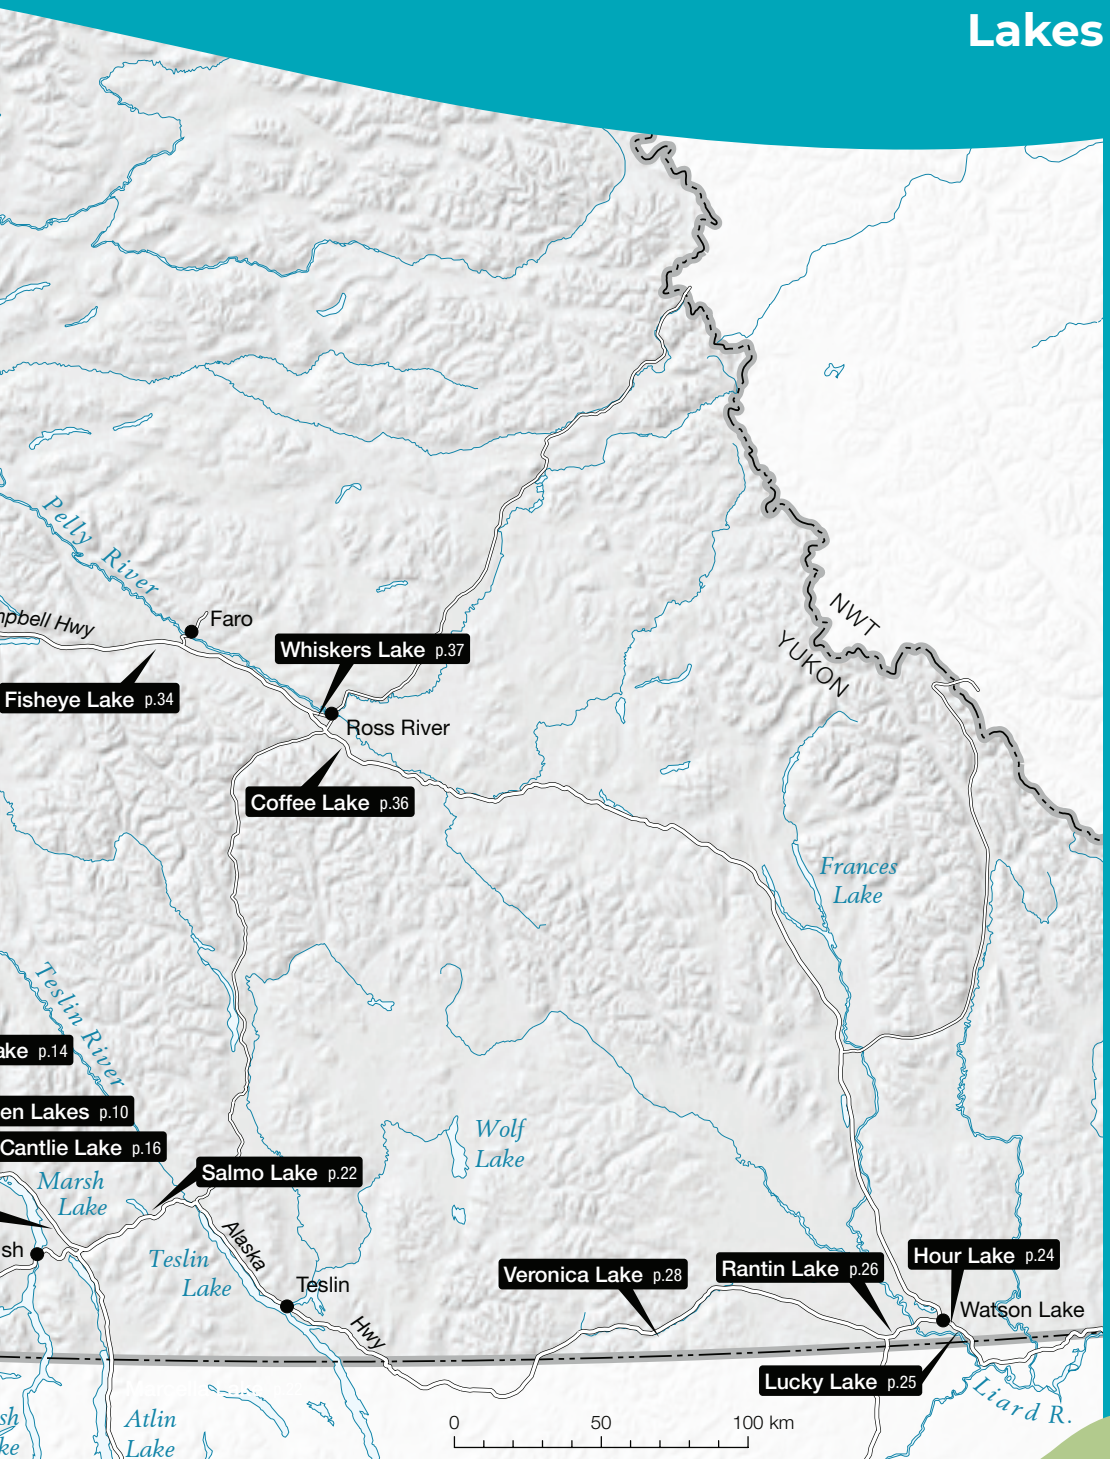 Lakes
Pelly River
Faro
mpbell Hwy
Whiskers Lake p.37
Fisheye Lake p.34
Ross River
Coffee Lake p.36
NWT
YUKON
Frances
Lake
Teslin River
ake p.14
en Lakes p.10
Cantlie Lake p.16
Wolf
Lake
Salmo Lake p.22
Marsh
Lake
sh
Alaska
Hwy
Teslin
Lake
Teslin
Veronica Lake p.28
Rantin Lake p.26
Hour Lake p.24
Watson Lake
Lucky Lake p.25
Liard R.
sh
ke
Atlin
Lake
0 50 100 km